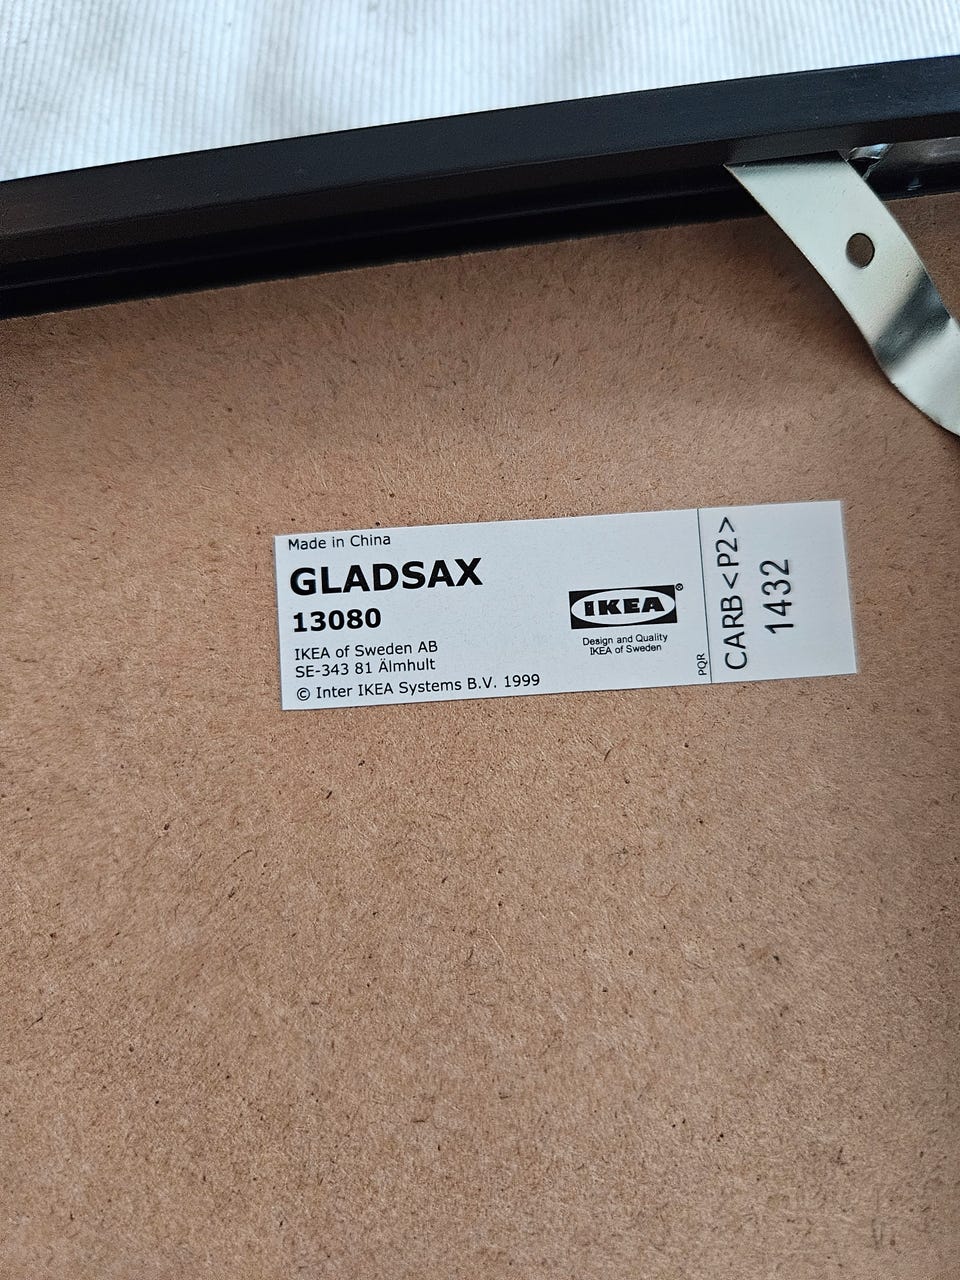 Made in China
GLADSAX
13080
IKEA of Sweden AB
SE-343 81 Älmhult
© Inter IKEA Systems B.V. 1999
IKEA®
Design and Quality
IKEA of Sweden
PQR
CARB <P2>
1432